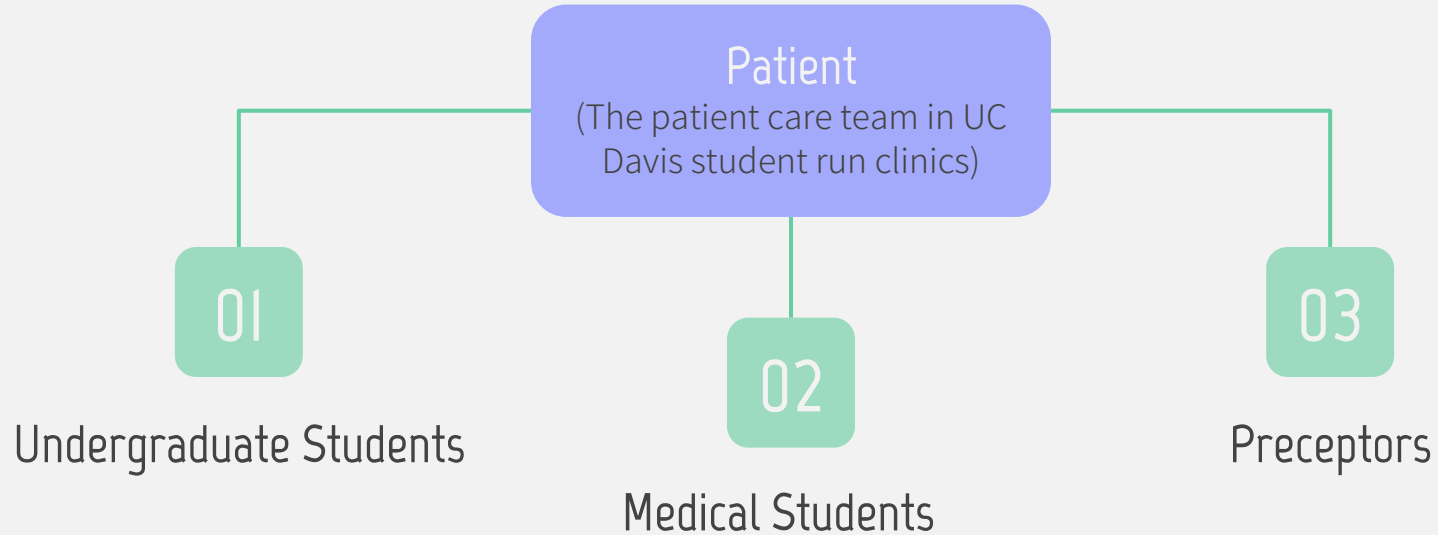 Patient
(The patient care team in UC
Davis student run clinics)
01
Undergraduate Students
02
Medical Students
03
Preceptors